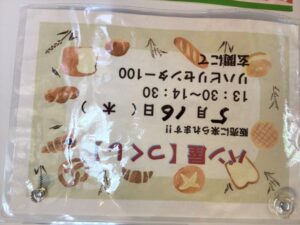 パン屋【つくし】
販売に来られます!!
5月16日(木)
13:30~14:30
リハビリセンター100
玄関にて